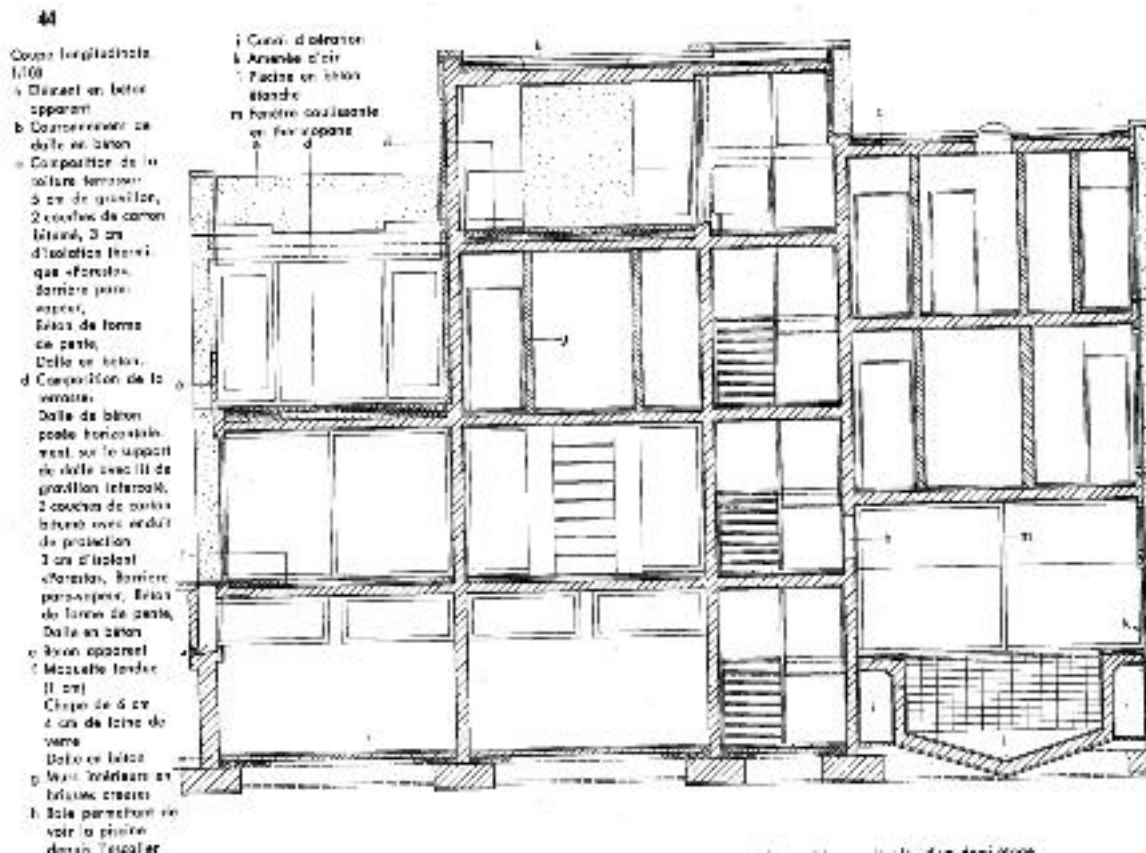 44
Coupe longitudinale
1:100
a Elément en béton
apparent
b Couronnement de
dalle en béton
c Composition de la
toiture terrasse:
5 cm de gravillon,
2 couches de carton
bitumé, 3 cm
d'isolation thermi-
que «Foresta»,
Barrière pare-
vapeur,
Béton de forme
de pente,
Dalle en béton.
d Composition de la
terrasse:
Dalle de béton
posée horizontale-
ment, sur le support
de dalle avec lit de
gravillon intercalé,
2 couches de carton
bitumé avec enduit
de protection
3 cm d'isolant
«Foresta», Barrière
pare-vapeur, Béton
de forme de pente,
Dalle en béton
e Béton apparent
f Moquette tendue
(1 cm)
Chape de 6 cm
4 cm de laine de
verre
Dalle en béton
g Murs intérieurs en
briques creuses
h Baie permettant de
voir la piscine
depuis l'escalier
j Canal d'aération
k Amenée d'air
l Piscine en béton
étanche
m Fenêtre coulissante
en thermopane
d
g
h
m
k